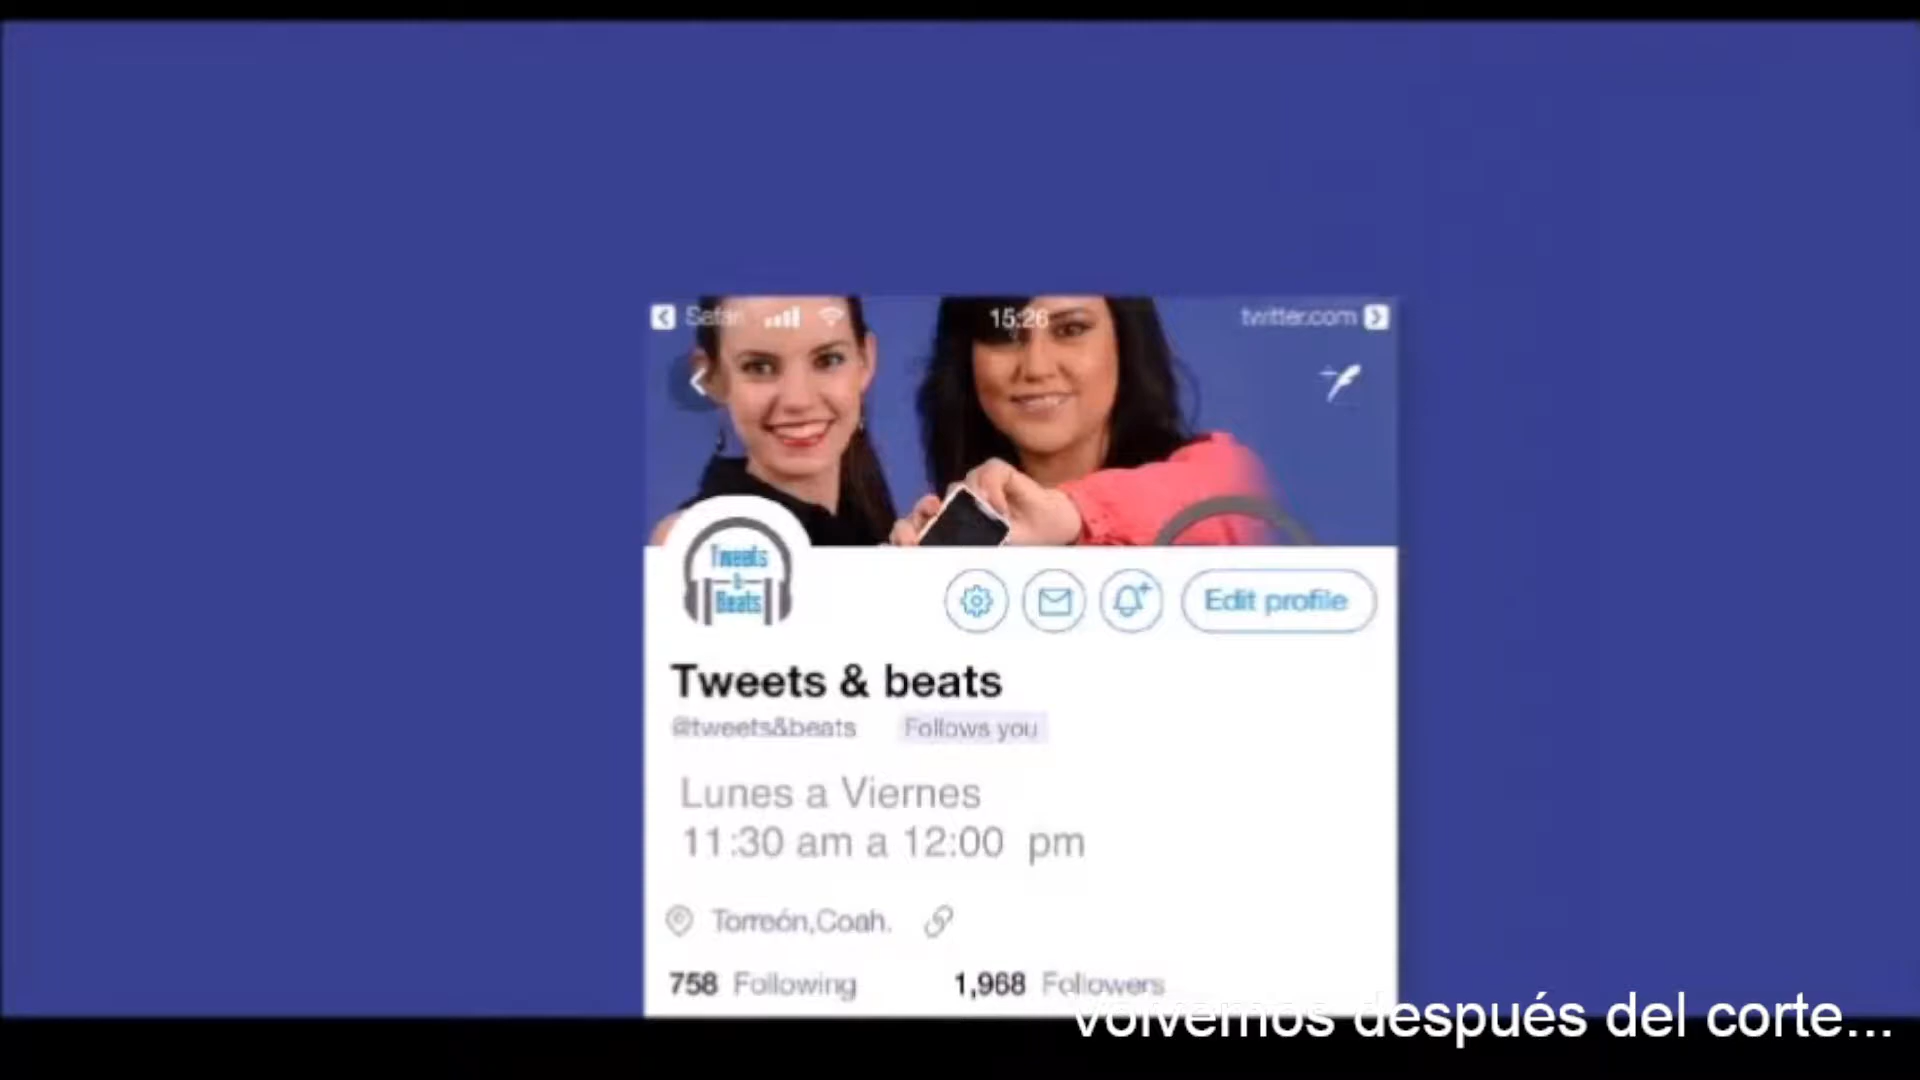 Safari 15:26 twitter.com
Tweets
&
Beats
Edit profile
Tweets & beats
@tweets&beats Follows you
Lunes a Viernes
11:30 am a 12:00 pm
Torreón,Coah.
758 Following 1,968 Followers
volvemos después del corte...